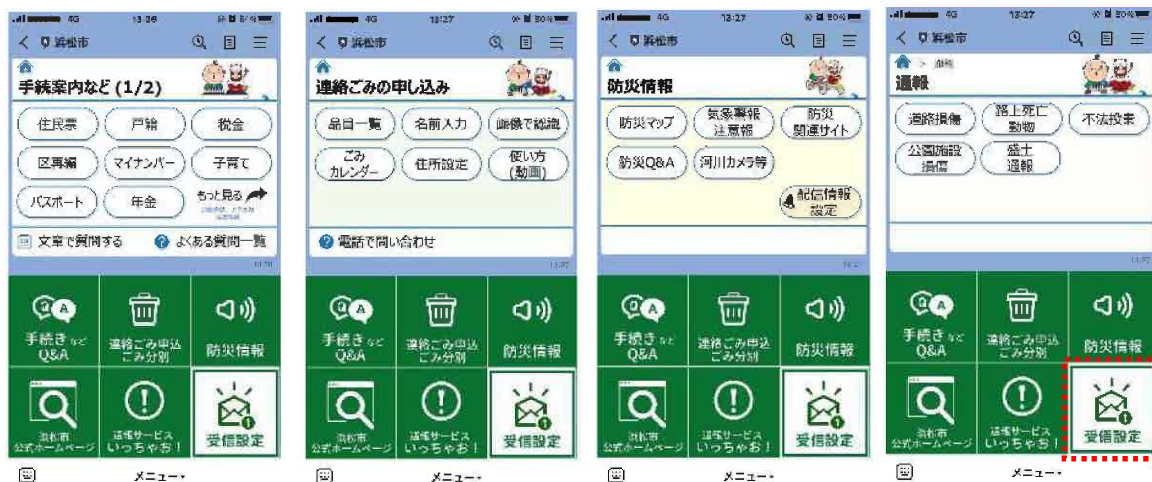 4G 13:26
浜松市
手続案内など (1/2)
住民票
戸籍
税金
区再編
マイナンバー
子育て
パスポート
年金
もっと見る
文章で質問する
よくある質問一覧
手続き など
Q&A
連絡ごみ申込
ごみ分別
防災情報
浜松市
公式ホームページ
通報サービス
いっちゃお！
受信設定
メニュー
4G 13:27 80%
浜松市
連絡ごみの申し込み
品目一覧
名前入力
画像で認識
ごみ
カレンダー
住所設定
使い方
(動画)
電話で問い合わせ
手続き など
Q&A
連絡ごみ申込
ごみ分別
防災情報
浜松市
公式ホームページ
通報サービス
いっちゃお！
受信設定
メニュー
4G 13:27 80%
浜松市
防災情報
防災マップ
気象警報
注意報
防災
関連サイト
防災Q&A
河川カメラ等
配信情報
設定
手続き など
Q&A
連絡ごみ申込
ごみ分別
防災情報
浜松市
公式ホームページ
通報サービス
いっちゃお！
受信設定
メニュー
4G 13:27 80%
浜松市
> 通報
通報
道路損傷
路上死亡
動物
不法投棄
公園施設
損傷
盛土
通報
手続き など
Q&A
連絡ごみ申込
ごみ分別
防災情報
浜松市
公式ホームページ
通報サービス
いっちゃお！
受信設定
メニュー